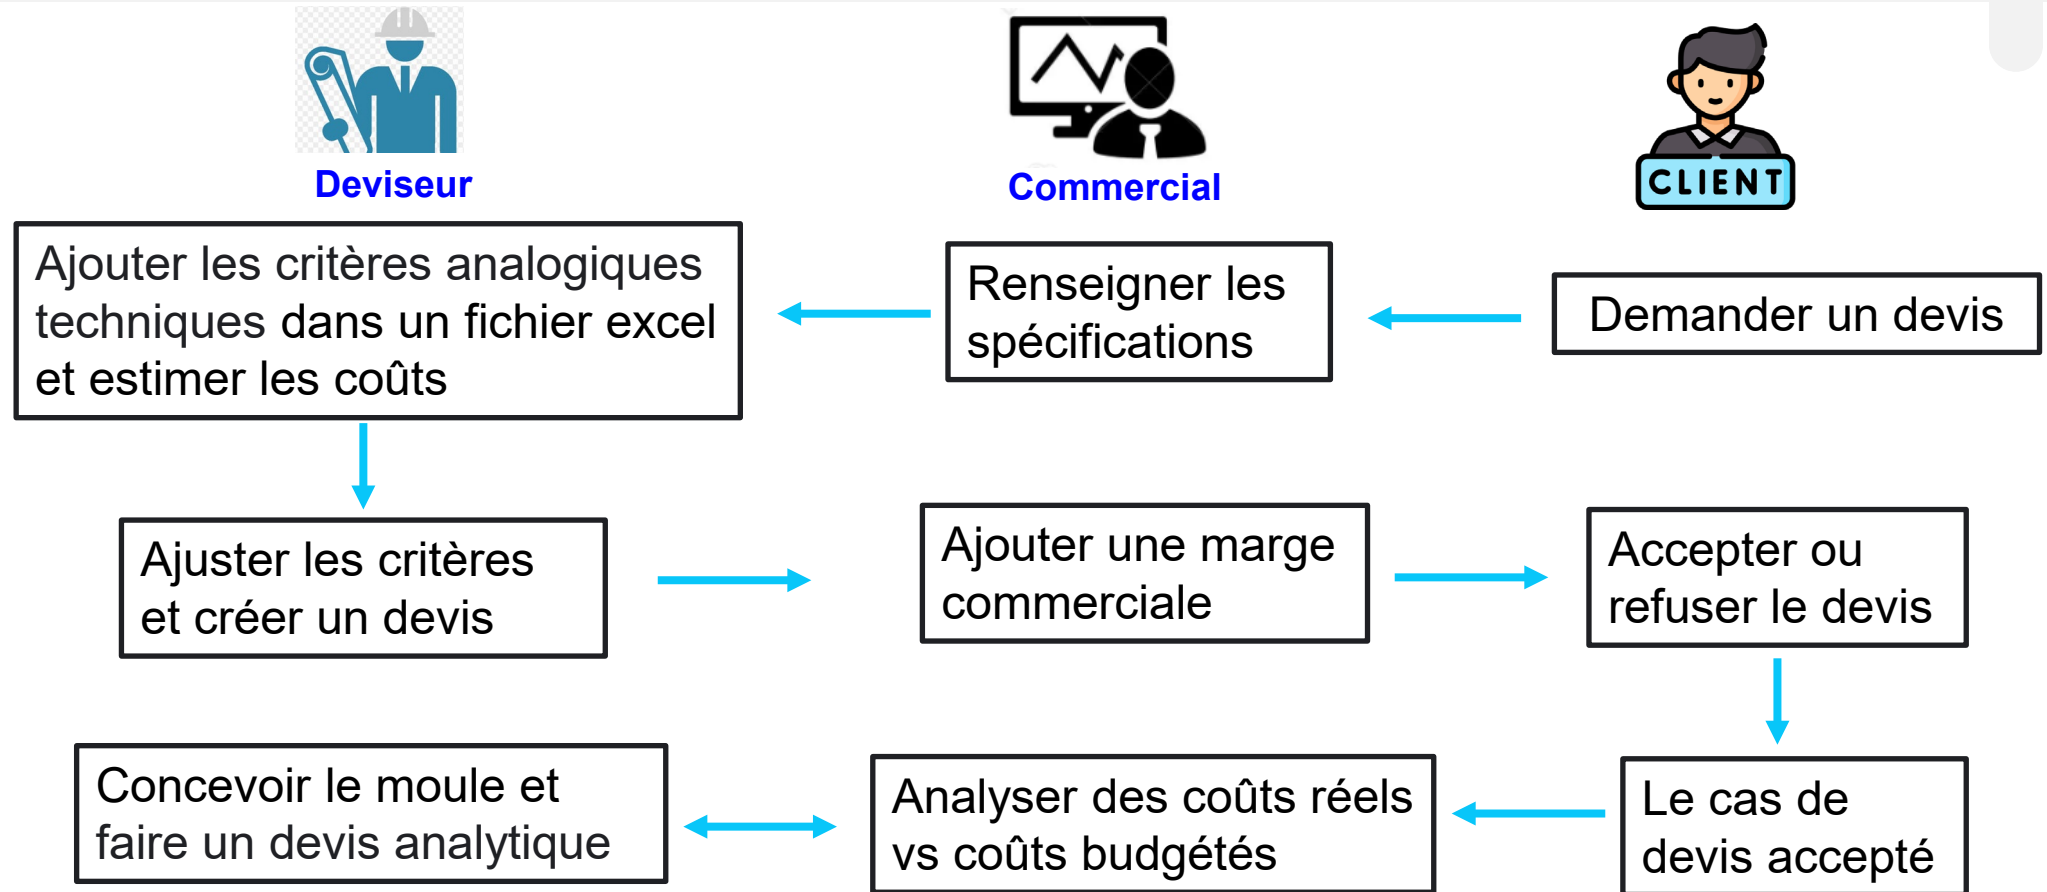 Deviseur
Commercial
CLIENT
Ajouter les critères analogiques
techniques dans un fichier excel
et estimer les coûts
Renseigner les
spécifications
Demander un devis
Ajuster les critères
et créer un devis
Ajouter une marge
commerciale
Accepter ou
refuser le devis
Concevoir le moule et
faire un devis analytique
Analyser des coûts réels
vs coûts budgétés
Le cas de
devis accepté